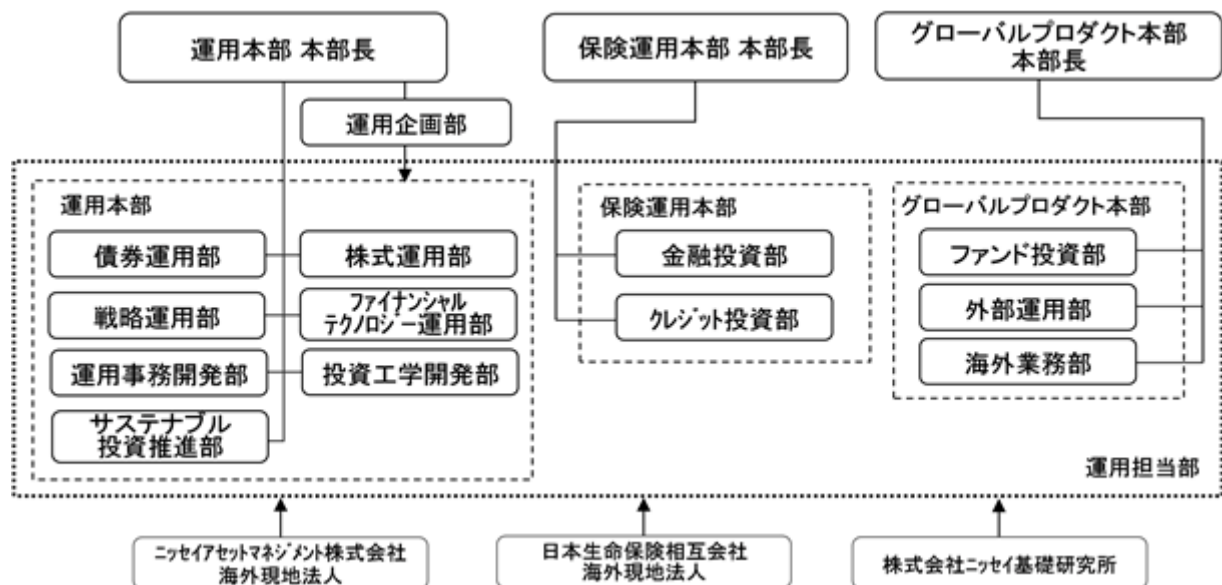 運用本部 本部長
保険運用本部 本部長
グローバルプロダクト本部
本部長
運用企画部
運用本部
債券運用部
株式運用部
戦略運用部
ファイナンシャル
テクノロジー運用部
運用事務開発部
投資工学開発部
サステナブル
投資推進部
保険運用本部
金融投資部
クレジット投資部
グローバルプロダクト本部
ファンド投資部
外部運用部
海外業務部
運用担当部
ニッセイアセットマネジメント株式会社
海外現地法人
日本生命保険相互会社
海外現地法人
株式会社ニッセイ基礎研究所